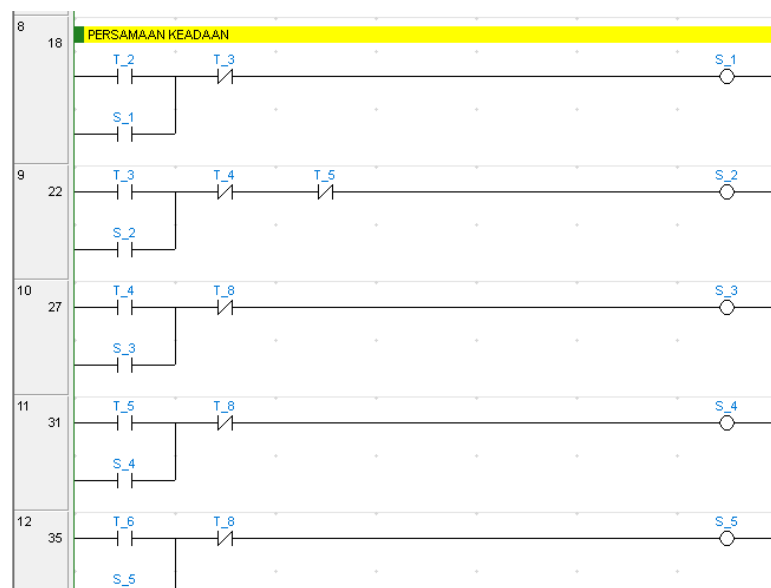 8
18
PERSAMAAN KEADAAN
T_2 T_3 S_1
S_1
9
22
T_3 T_4 T_5 S_2
S_2
10
27
T_4 T_8 S_3
S_3
11
31
T_5 T_8 S_4
S_4
12
35
T_6 T_8 S_5
S_5